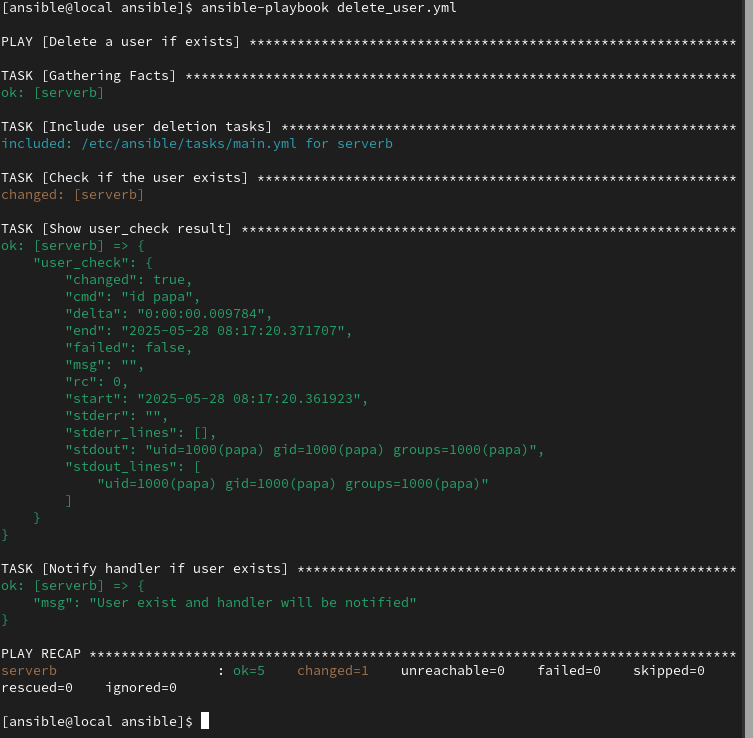 [ansible@local ansible]$ ansible-playbook delete_user.yml
PLAY [Delete a user if exists] *************************************************************
TASK [Gathering Facts] *********************************************************************
ok: [serverb]
TASK [Include user deletion tasks] *********************************************************
included: /etc/ansible/tasks/main.yml for serverb
TASK [Check if the user exists] ************************************************************
changed: [serverb]
TASK [Show user_check result] **************************************************************
ok: [serverb] => {
    "user_check": {
        "changed": true,
        "cmd": "id papa",
        "delta": "0:00:00.009784",
        "end": "2025-05-28 08:17:20.371707",
        "failed": false,
        "msg": "",
        "rc": 0,
        "start": "2025-05-28 08:17:20.361923",
        "stderr": "",
        "stderr_lines": [],
        "stdout": "uid=1000(papa) gid=1000(papa) groups=1000(papa)",
        "stdout_lines": [
            "uid=1000(papa) gid=1000(papa) groups=1000(papa)"
        ]
    }
}
TASK [Notify handler if user exists] *******************************************************
ok: [serverb] => {
    "msg": "User exist and handler will be notified"
}
PLAY RECAP *********************************************************************************
serverb                    : ok=5    changed=1    unreachable=0    failed=0    skipped=0
rescued=0    ignored=0
[ansible@local ansible]$